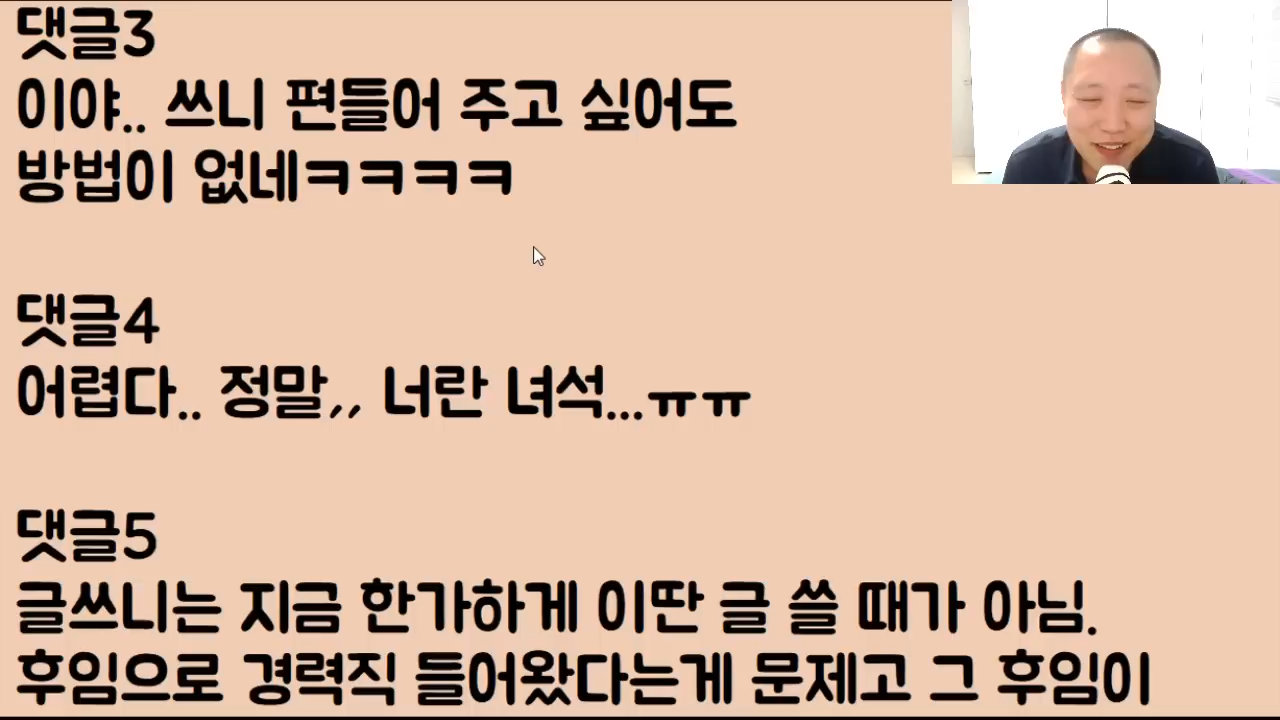 댓글3
이야.. 쓰니 편들어 주고 싶어도
방법이 없네ㅋㅋㅋㅋ
댓글4
어렵다.. 정말,, 너란 녀석...ㅠㅠ
댓글5
글쓰니는 지금 한가하게 이딴 글 쓸 때가 아님.
후임으로 경력직 들어왔다는게 문제고 그 후임이